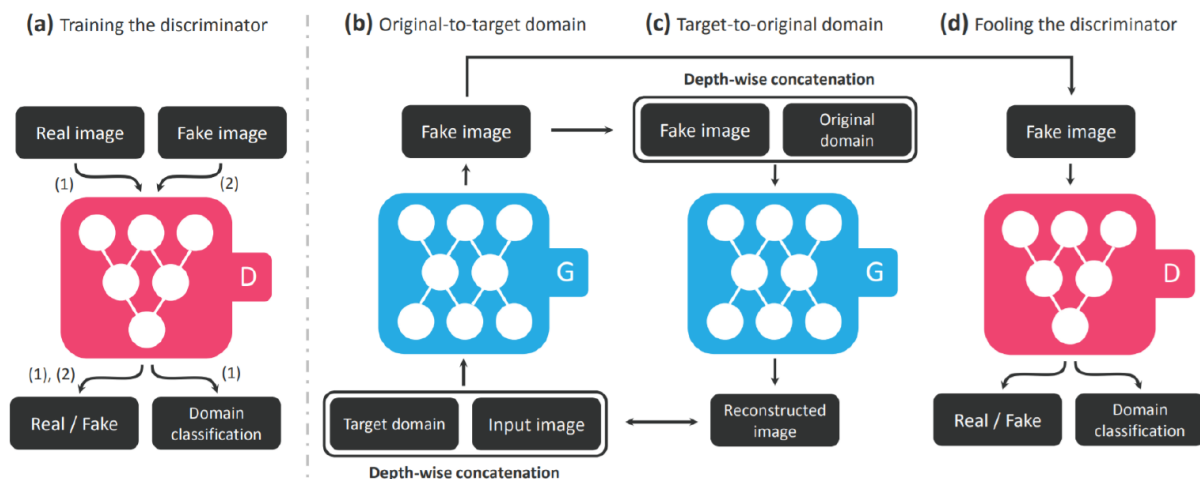 (a) Training the discriminator
Real image
Fake image
(1)
(2)
D
(1), (2)
(1)
Real / Fake
Domain
classification
(b) Original-to-target domain
Fake image
G
Target domain
Input image
Depth-wise concatenation
(c) Target-to-original domain
Depth-wise concatenation
Fake image
Original
domain
G
Reconstructed
image
(d) Fooling the discriminator
Fake image
D
Real / Fake
Domain
classification